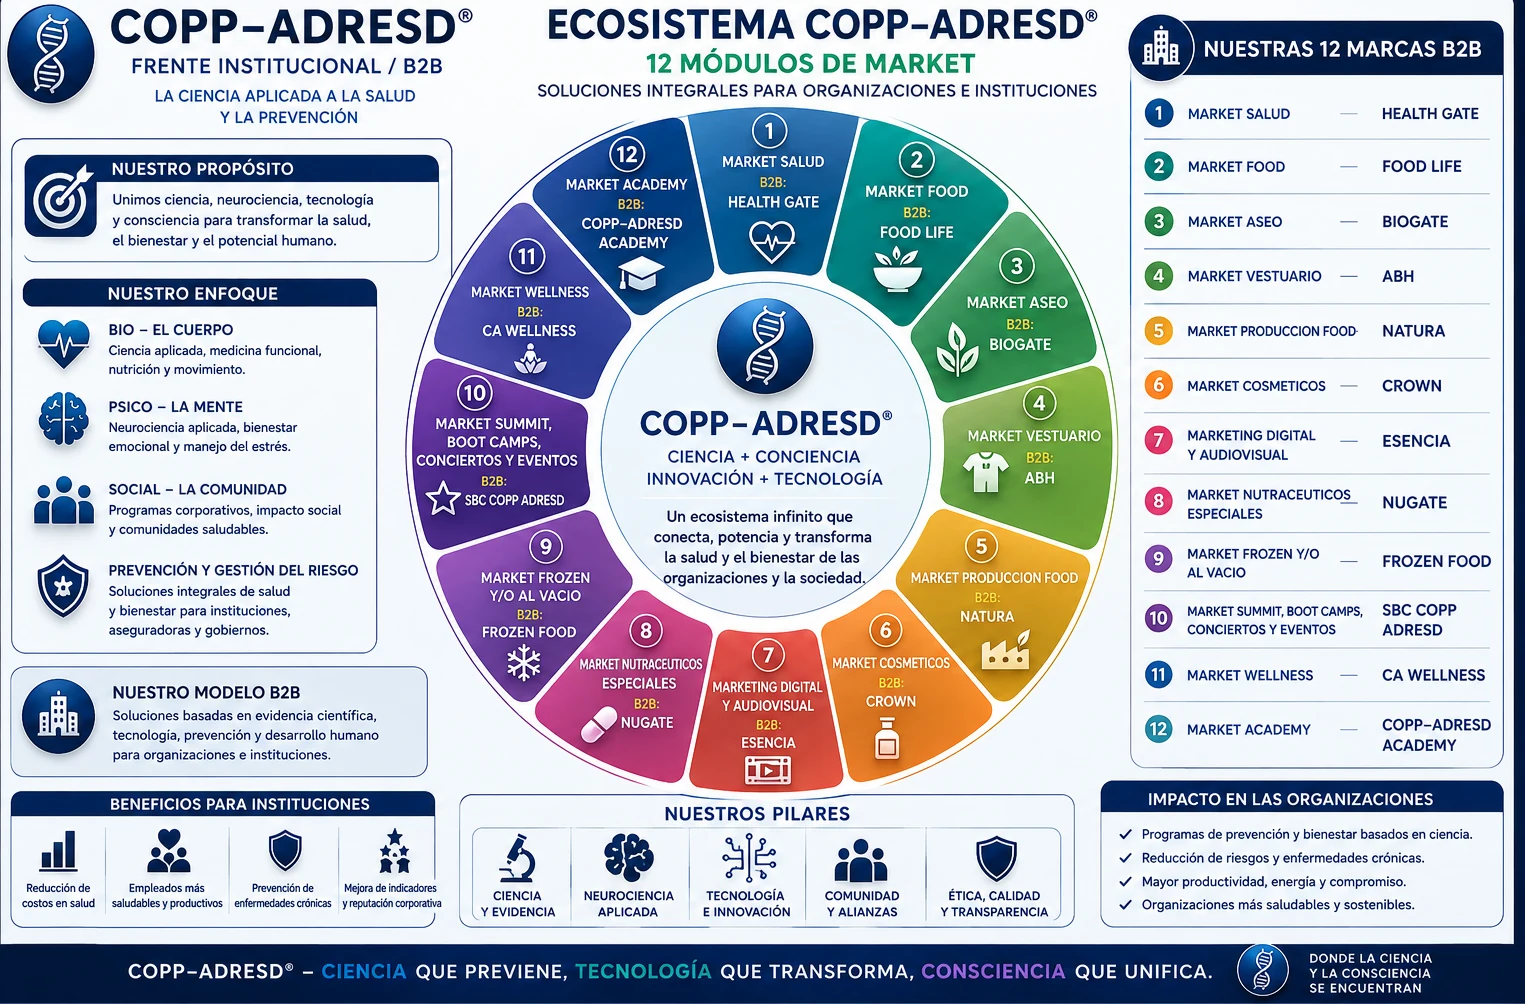 COPP–ADRESD®
FRENTE INSTITUCIONAL / B2B
LA CIENCIA APLICADA A LA SALUD
Y LA PREVENCIÓN
NUESTRO PROPÓSITO
Unimos ciencia, neurociencia, tecnología
y consciencia para transformar la salud,
el bienestar y el potencial humano.
NUESTRO ENFOQUE
BIO – EL CUERPO
Ciencia aplicada, medicina funcional,
nutrición y movimiento.
PSICO – LA MENTE
Neurociencia aplicada, bienestar
emocional y manejo del estrés.
SOCIAL – LA COMUNIDAD
Programas corporativos, impacto social
y comunidades saludables.
PREVENCIÓN Y GESTIÓN DEL RIESGO
Soluciones integrales de salud
y bienestar para instituciones,
aseguradoras y gobiernos.
NUESTRO MODELO B2B
Soluciones basadas en evidencia científica,
tecnología, prevención y desarrollo humano
para organizaciones e instituciones.
BENEFICIOS PARA INSTITUCIONES
Reducción de
costos en salud
Empleados más
saludables y productivos
Prevención de
enfermedades crónicas
Mejora de indicadores
y reputación corporativa
ECOSISTEMA COPP–ADRESD®
12 MÓDULOS DE MARKET
SOLUCIONES INTEGRALES PARA ORGANIZACIONES E INSTITUCIONES
1
MARKET SALUD
B2B:
HEALTH GATE
2
MARKET FOOD
B2B:
FOOD LIFE
3
MARKET ASEO
B2B:
BIOGATE
4
MARKET VESTUARIO
B2B:
ABH
5
MARKET PRODUCCION FOOD
B2B:
NATURA
6
MARKET COSMETICOS
B2B:
CROWN
7
MARKETING DIGITAL
Y AUDIOVISUAL
B2B:
ESENCIA
8
MARKET NUTRACEUTICOS
ESPECIALES
B2B:
NUGATE
9
MARKET FROZEN
Y/O AL VACIO
B2B:
FROZEN FOOD
10
MARKET SUMMIT,
BOOT CAMPS,
CONCIERTOS Y EVENTOS
B2B:
SBC COPP ADRESD
11
MARKET WELLNESS
B2B:
CA WELLNESS
12
MARKET ACADEMY
B2B:
COPP–ADRESD
ACADEMY
COPP–ADRESD®
CIENCIA + CONCIENCIA
INNOVACIÓN + TECNOLOGÍA
Un ecosistema infinito que
conecta, potencia y transforma
la salud y el bienestar de las
organizaciones y la sociedad.
NUESTROS PILARES
CIENCIA
Y EVIDENCIA
NEUROCIENCIA
APLICADA
TECNOLOGÍA
E INNOVACIÓN
COMUNIDAD
Y ALIANZAS
ÉTICA, CALIDAD
Y TRANSPARENCIA
NUESTRAS 12 MARCAS B2B
1 MARKET SALUD — HEALTH GATE
2 MARKET FOOD — FOOD LIFE
3 MARKET ASEO — BIOGATE
4 MARKET VESTUARIO — ABH
5 MARKET PRODUCCION FOOD- NATURA
6 MARKET COSMETICOS — CROWN
7 MARKETING DIGITAL
Y AUDIOVISUAL — ESENCIA
8 MARKET NUTRACEUTICOS
ESPECIALES — NUGATE
9 MARKET FROZEN Y/O
AL VACIO — FROZEN FOOD
10 MARKET SUMMIT, BOOT CAMPS,
CONCIERTOS Y EVENTOS
SBC COPP
ADRESD
11 MARKET WELLNESS — CA WELLNESS
12 MARKET ACADEMY — COPP–ADRESD
ACADEMY
IMPACTO EN LAS ORGANIZACIONES
✓ Programas de prevención y bienestar basados en ciencia.
✓ Reducción de riesgos y enfermedades crónicas.
✓ Mayor productividad, energía y compromiso.
✓ Organizaciones más saludables y sostenibles.
COPP–ADRESD® – CIENCIA QUE PREVIENE, TECNOLOGÍA QUE TRANSFORMA, CONSCIENCIA QUE UNIFICA.
DONDE LA CIENCIA
Y LA CONSCIENCIA
SE ENCUENTRAN